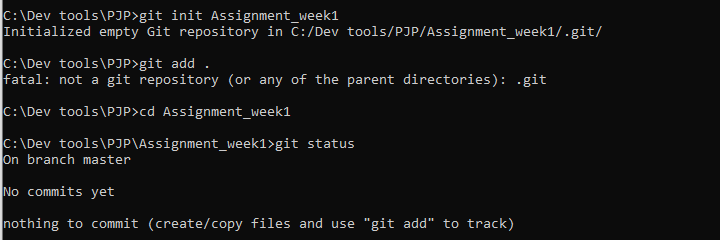 C:\Dev tools\PJP>git init Assignment_week1
Initialized empty Git repository in C:/Dev tools/PJP/Assignment_week1/.git/
C:\Dev tools\PJP>git add .
fatal: not a git repository (or any of the parent directories): .git
C:\Dev tools\PJP>cd Assignment_week1
C:\Dev tools\PJP\Assignment_week1>git status
On branch master
No commits yet
nothing to commit (create/copy files and use "git add" to track)